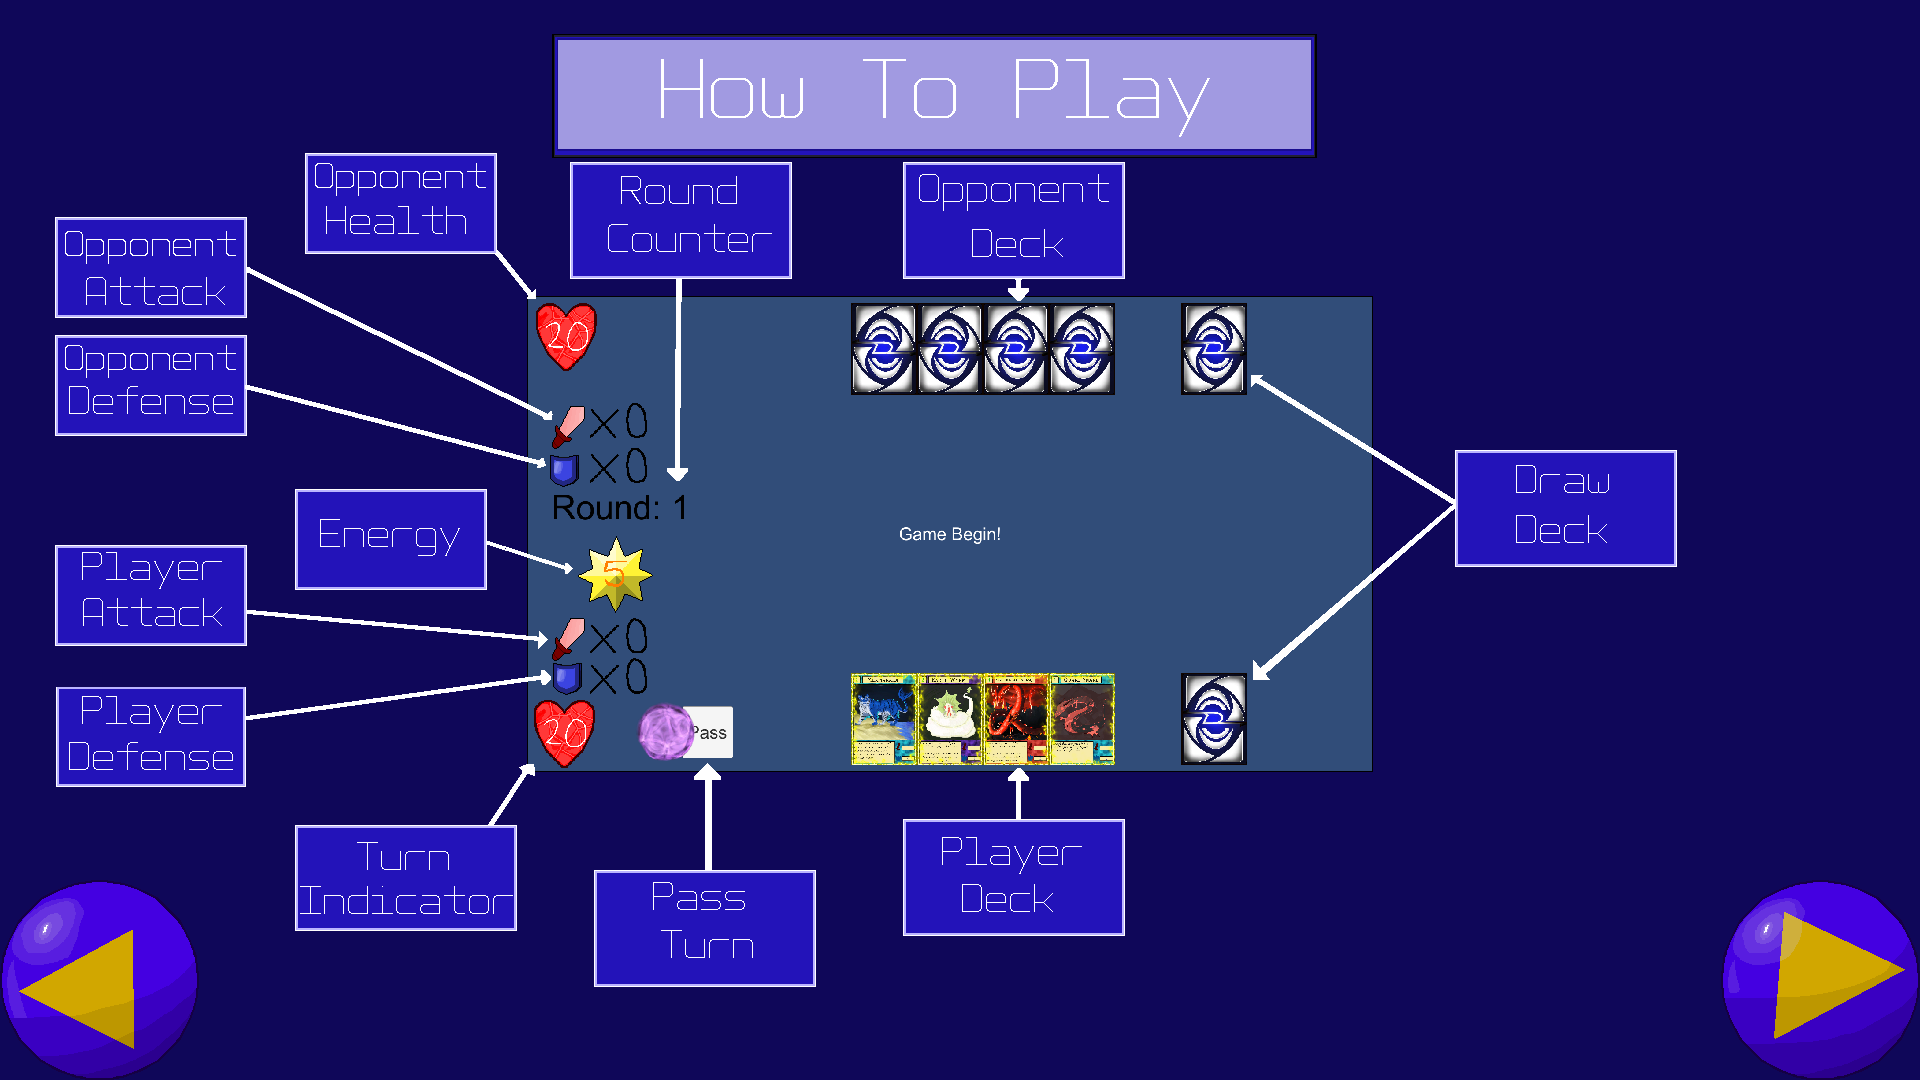 How To Play
Opponent
Health
Round
Counter
Opponent
Deck
Opponent
Attack
Opponent
Defense
20
×0
×0
Round: 1
Energy
5
Game Begin!
Draw
Deck
Player
Attack
Player
Defense
×0
×0
20
Pass
Turn
Indicator
Pass
Turn
Player
Deck